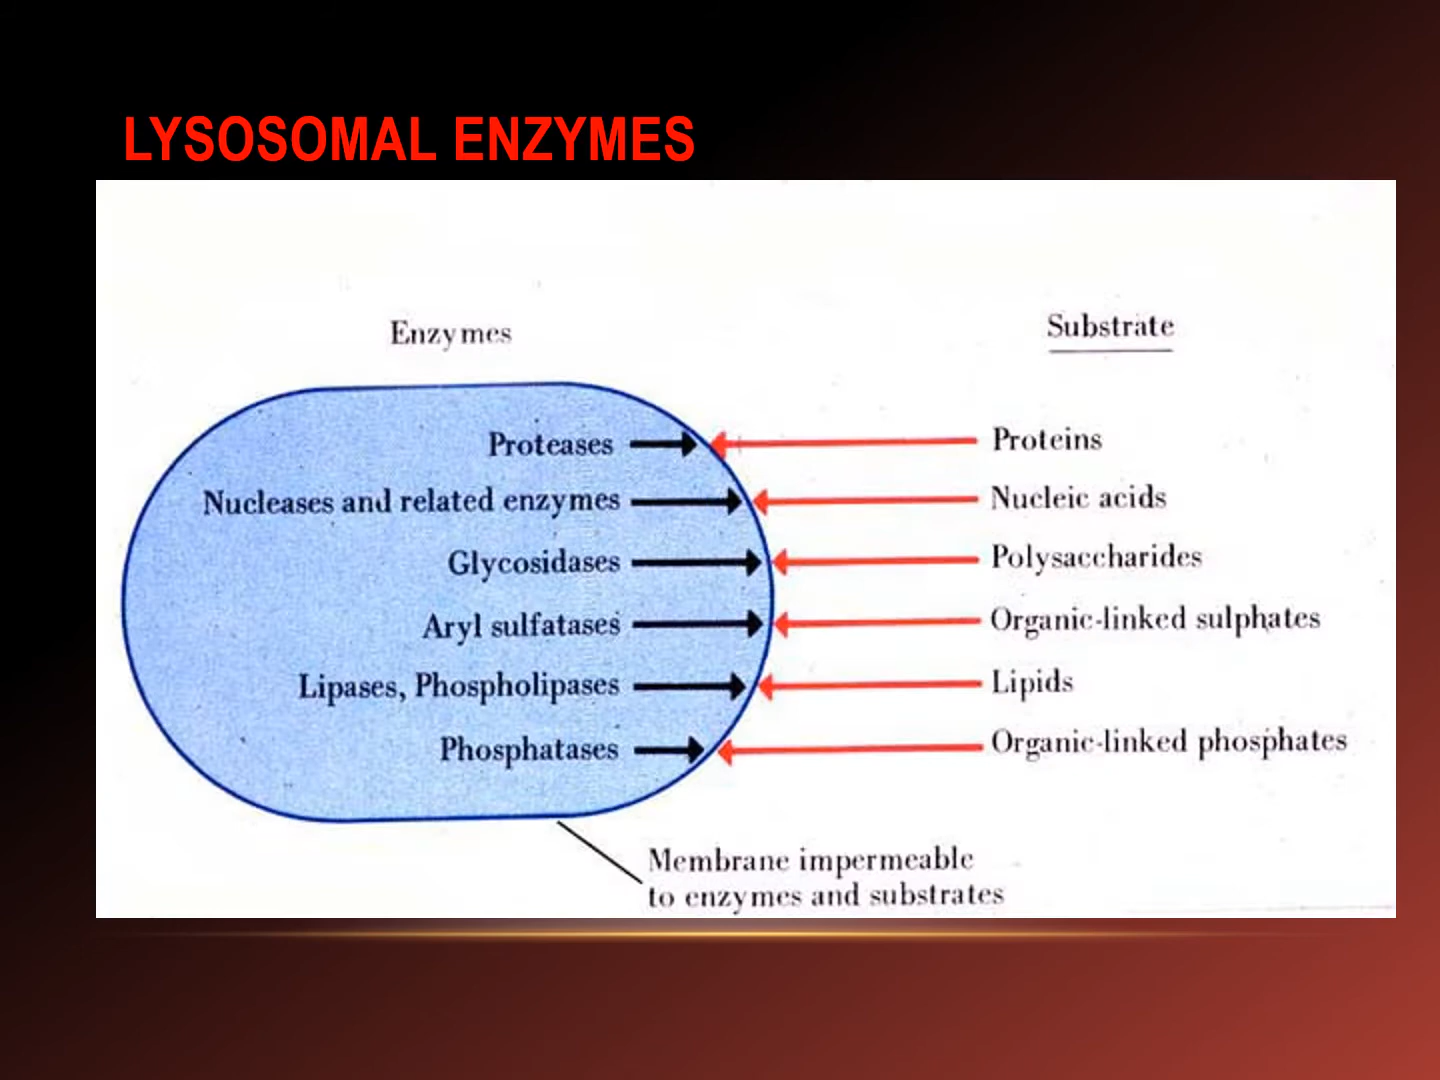 LYSOSOMAL ENZYMES
Enzymes
Substrate
Proteases
Proteins
Nucleases and related enzymes
Nucleic acids
Glycosidases
Polysaccharides
Aryl sulfatases
Organic-linked sulphates
Lipases, Phospholipases
Lipids
Phosphatases
Organic-linked phosphates
Membrane impermeable
to enzymes and substrates